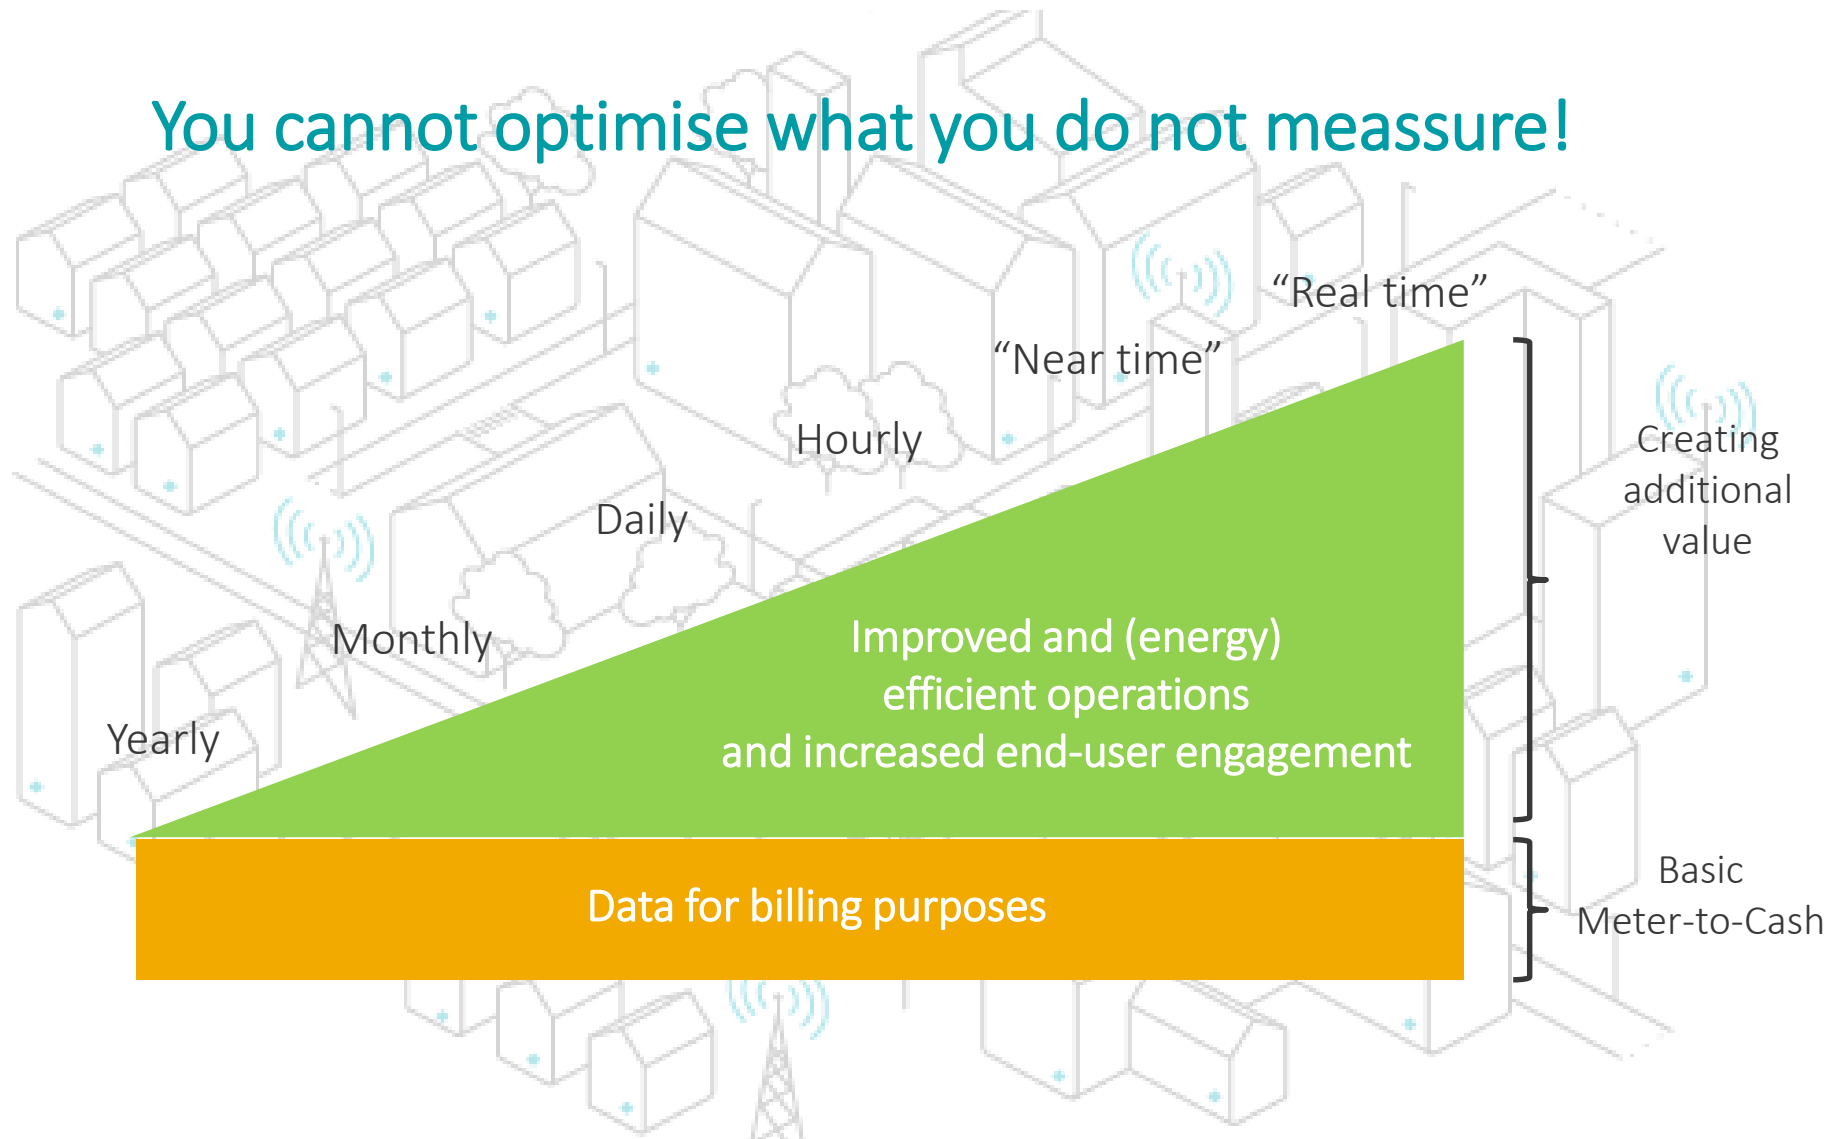 You cannot optimise what you do not meassure!
“Real time”
“Near time”
Hourly
Daily
Monthly
Yearly
Creating
additional
value
Improved and (energy)
efficient operations
and increased end-user engagement
Data for billing purposes
Basic
Meter-to-Cash